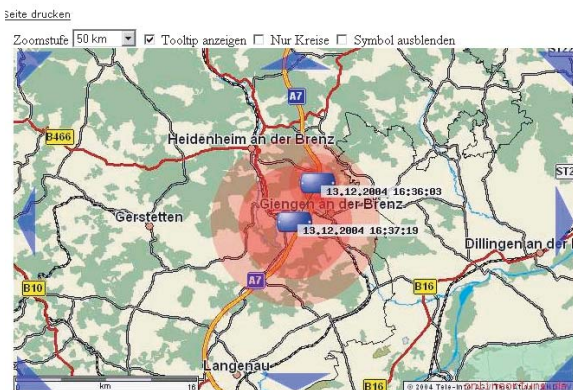 Seite drucken
Zoomstufe 50 km Tooltip anzeigen Nur Kreise Symbol ausblenden
A7
B466
Heidenheim an der Brenz
13.12.2004 16:36:03
Giengen an der Brenz
Gerstetten
13.12.2004 16:37:19
Dillingen an der
A7
B10
B16
Langenau
km 16
B16
© 2004 Tele-